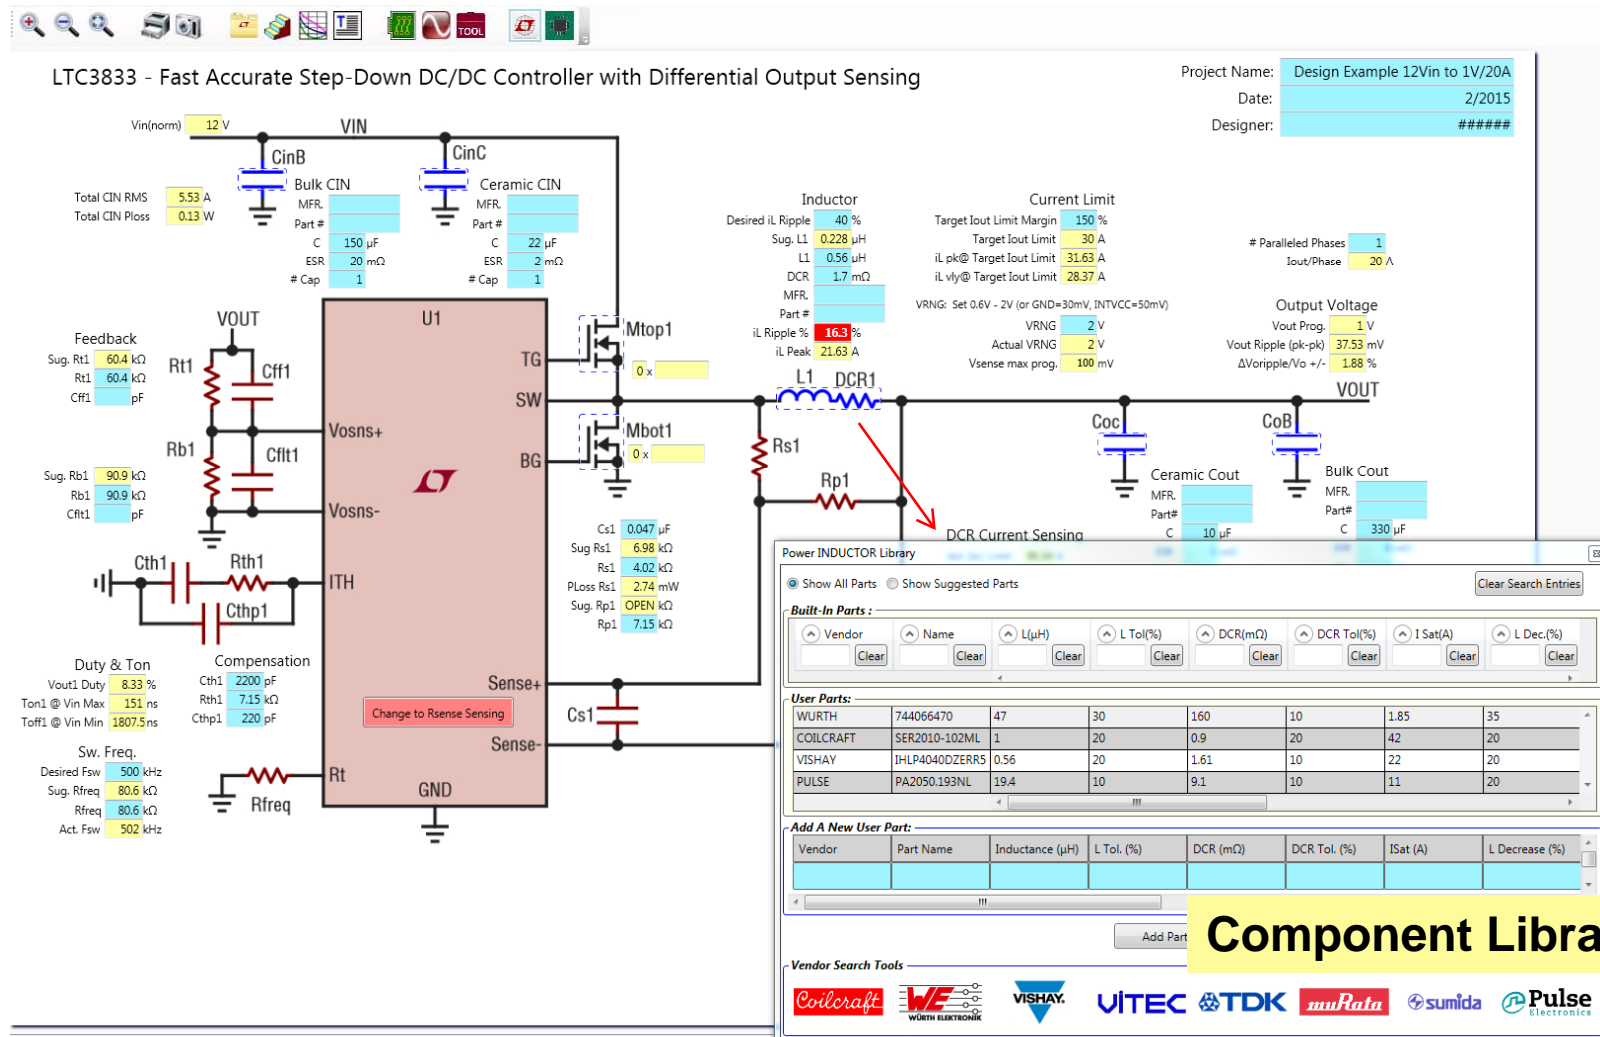 TOOL
LTC3833 - Fast Accurate Step-Down DC/DC Controller with Differential Output Sensing
Project Name: Design Example 12Vin to 1V/20A
Date: 2/2015
Designer: ######
Vin(norm) 12 V
VIN
CinB
CinC
Total CIN RMS 5.53 A
Total CIN Ploss 0.13 W
Bulk CIN
MFR.
Part #
C 150 µF
ESR 20 mΩ
# Cap 1
Ceramic CIN
MFR.
Part #
C 22 µF
ESR 2 mΩ
# Cap 1
Inductor
Desired iL Ripple 40 %
Sug. L1 0.228 µH
L1 0.56 µH
DCR 1.7 mΩ
MFR.
Part #
iL Ripple % 16.3 %
iL Peak 21.63 A
Current Limit
Target Iout Limit Margin 150 %
Target Iout Limit 30 A
iL pk@ Target Iout Limit 31.63 A
iL vly@ Target Iout Limit 28.37 A
VRNG: Set 0.6V - 2V (or GND=30mV, INTVCC=50mV)
VRNG 2 V
Actual VRNG 2 V
Vsense max prog. 100 mV
# Paralleled Phases 1
Iout/Phase 20 A
Output Voltage
Vout Prog. 1 V
Vout Ripple (pk-pk) 37.53 mV
ΔVoripple/Vo +/- 1.88 %
VOUT
Feedback
Sug. Rt1 60.4 kΩ
Rt1 60.4 kΩ
Cff1 pF
VOUT
Rt1
Cff1
Rb1
Cflt1
Sug. Rb1 90.9 kΩ
Rb1 90.9 kΩ
Cflt1 pF
U1
TG
SW
BG
Vosns+
Vosns-
ITH
Sense+
Sense-
Rt
GND
Change to Rsense Sensing
Mtop1
0 x
Mbot1
0 x
L1 DCR1
Rs1
Rp1
Coc
CoB
Ceramic Cout
MFR.
Part#
C 10 µF
Bulk Cout
MFR.
Part#
C 330 µF
DCR Current Sensing
Cs1 0.047 µF
Sug Rs1 6.98 kΩ
Rs1 4.02 kΩ
PLoss Rs1 2.74 mW
Sug. Rp1 OPEN kΩ
Rp1 7.15 kΩ
Cs1
Cth1
Rth1
Cthp1
Duty & Ton
Vout1 Duty 8.33 %
Ton1 @ Vin Max 151 ns
Toff1 @ Vin Min 1807.5 ns
Compensation
Cth1 2200 pF
Rth1 7.15 kΩ
Cthp1 220 pF
Sw. Freq.
Desired Fsw 500 kHz
Sug. Rfreq 80.6 kΩ
Rfreq 80.6 kΩ
Act. Fsw 502 kHz
Rfreq
Power INDUCTOR Library
Show All Parts Show Suggested Parts Clear Search Entries
Built-In Parts :
Vendor Name L(µH) L Tol(%) DCR(mΩ) DCR Tol(%) I Sat(A) L Dec.(%)
Clear Clear Clear Clear Clear Clear Clear Clear
User Parts:
WURTH 744066470 47 30 160 10 1.85 35
COILCRAFT SER2010-102ML 1 20 0.9 20 42 20
VISHAY IHLP4040DZERR5 0.56 20 1.61 10 22 20
PULSE PA2050.193NL 19.4 10 9.1 10 11 20
Add A New User Part:
Vendor Part Name Inductance (µH) L Tol. (%) DCR (mΩ) DCR Tol. (%) ISat (A) L Decrease (%)
Add Part
Component Libra
Vendor Search Tools
Coilcraft WE WÜRTH ELEKTRONIK VISHAY. VITEC TDK muRata sumida Pulse Electronics